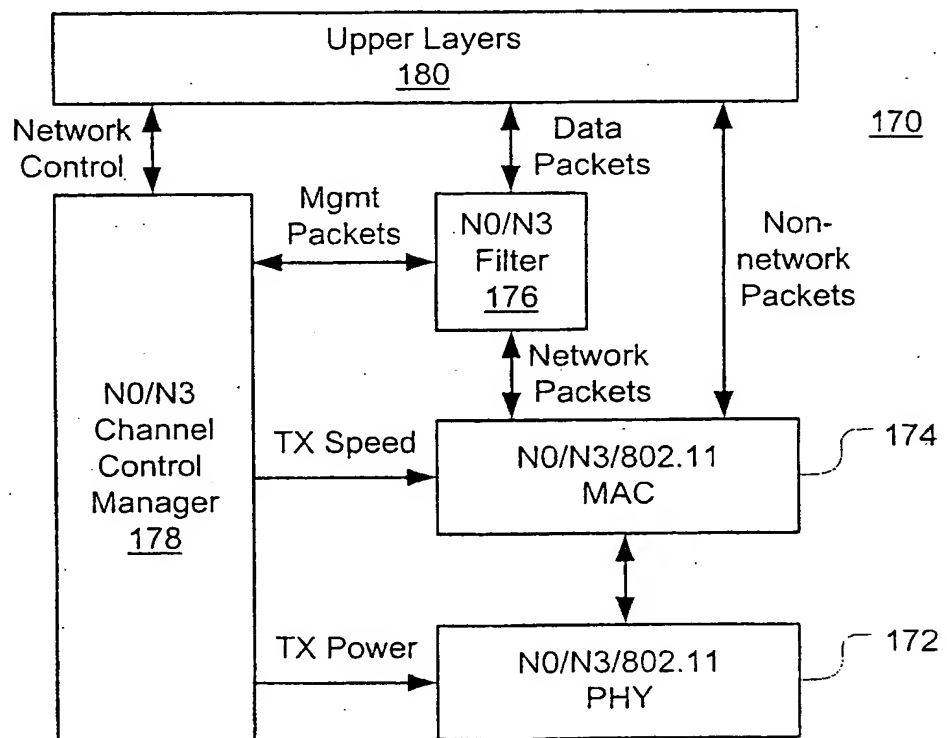 Upper Layers
180
170
Network
Control
Data
Packets
Mgmt
Packets
N0/N3
Filter
176
Non-
network
Packets
Network
Packets
N0/N3
Channel
Control
Manager
178
TX Speed
N0/N3/802.11
MAC
174
TX Power
N0/N3/802.11
PHY
172